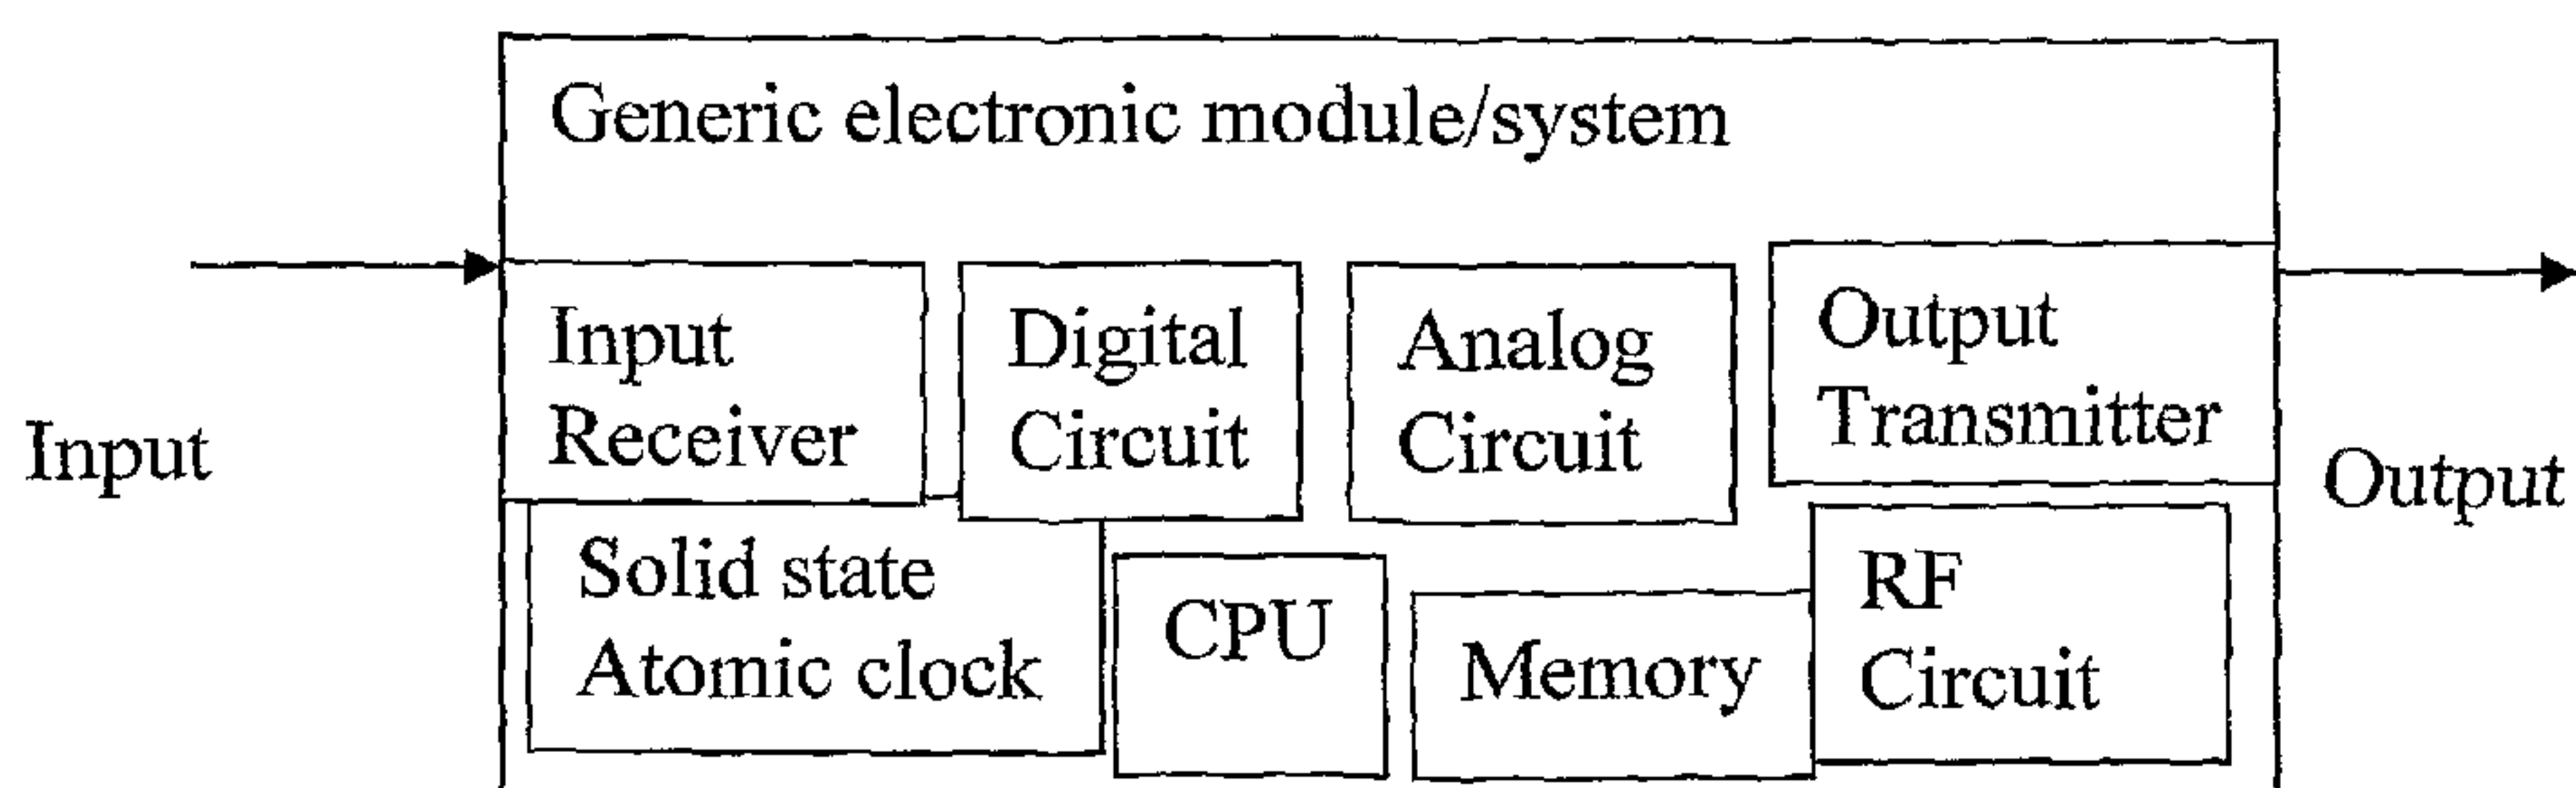 Generic electronic module/system
Input
Receiver
Digital
Circuit
Analog
Circuit
Output
Transmitter
Input
Output
Solid state
Atomic clock
CPU
Memory
RF
Circuit